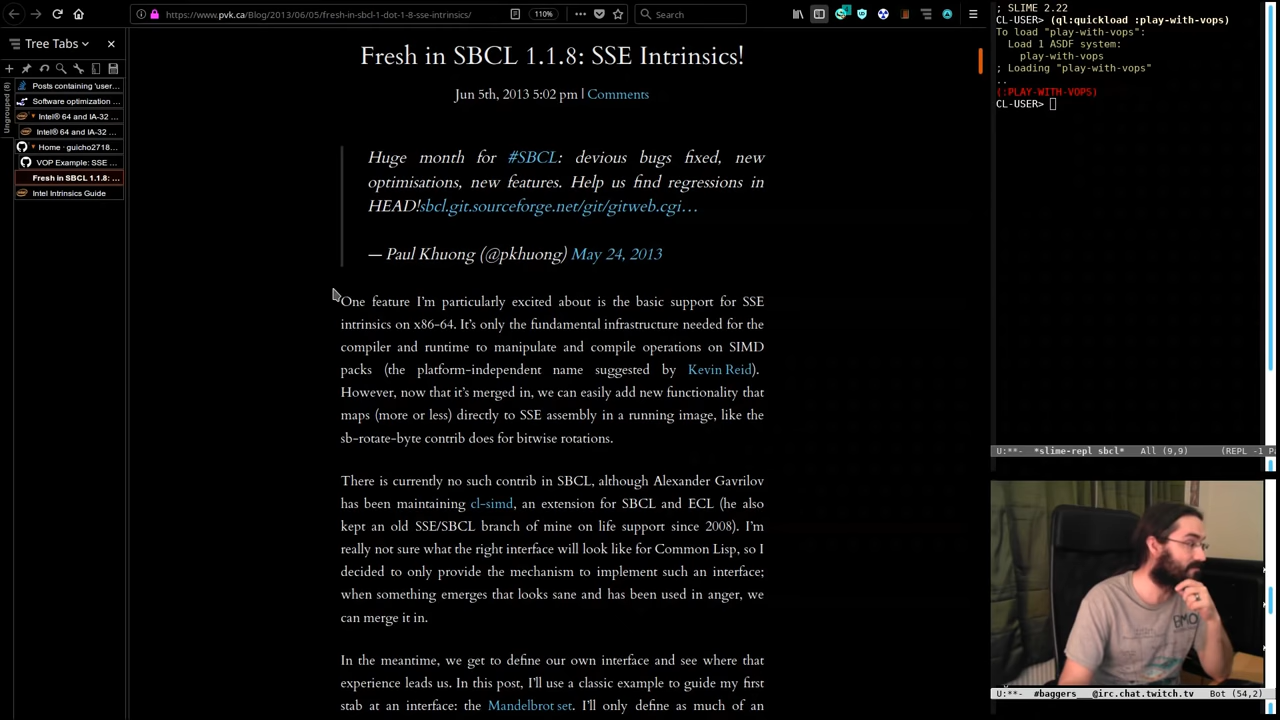 https://www.pvk.ca/Blog/2013/06/05/fresh-in-sbcl-1-dot-1-8-sse-intrinsics/
110%
Search
Tree Tabs
Ungrouped (8)
Posts containing 'user...
Software optimization ...
Intel® 64 and IA-32 ...
Intel® 64 and IA-32 ...
Home · guicho2718...
VOP Example: SSE ...
Fresh in SBCL 1.1.8: ...
Intel Intrinsics Guide
Fresh in SBCL 1.1.8: SSE Intrinsics!
Jun 5th, 2013 5:02 pm | Comments
Huge month for #SBCL: devious bugs fixed, new
optimisations, new features. Help us find regressions in
HEAD!sbcl.git.sourceforge.net/git/gitweb.cgi…
— Paul Khuong (@pkhuong) May 24, 2013
One feature I'm particularly excited about is the basic support for SSE
intrinsics on x86-64. It's only the fundamental infrastructure needed for the
compiler and runtime to manipulate and compile operations on SIMD
packs (the platform-independent name suggested by Kevin Reid).
However, now that it's merged in, we can easily add new functionality that
maps (more or less) directly to SSE assembly in a running image, like the
sb-rotate-byte contrib does for bitwise rotations.
There is currently no such contrib in SBCL, although Alexander Gavrilov
has been maintaining cl-simd, an extension for SBCL and ECL (he also
kept an old SSE/SBCL branch of mine on life support since 2008). I'm
really not sure what the right interface will look like for Common Lisp, so I
decided to only provide the mechanism to implement such an interface;
when something emerges that looks sane and has been used in anger, we
can merge it in.
In the meantime, we get to define our own interface and see where that
experience leads us. In this post, I'll use a classic example to guide my first
stab at an interface: the Mandelbrot set. I'll only define as much of an
; SLIME 2.22
CL-USER> (ql:quickload :play-with-vops)
To load "play-with-vops":
Load 1 ASDF system:
play-with-vops
; Loading "play-with-vops"
..
(:PLAY-WITH-VOPS)
CL-USER>
U:**- *slime-repl sbcl* All (9,9) (REPL -1 P
U:**- #baggers @irc.chat.twitch.tv Bot (54,2)